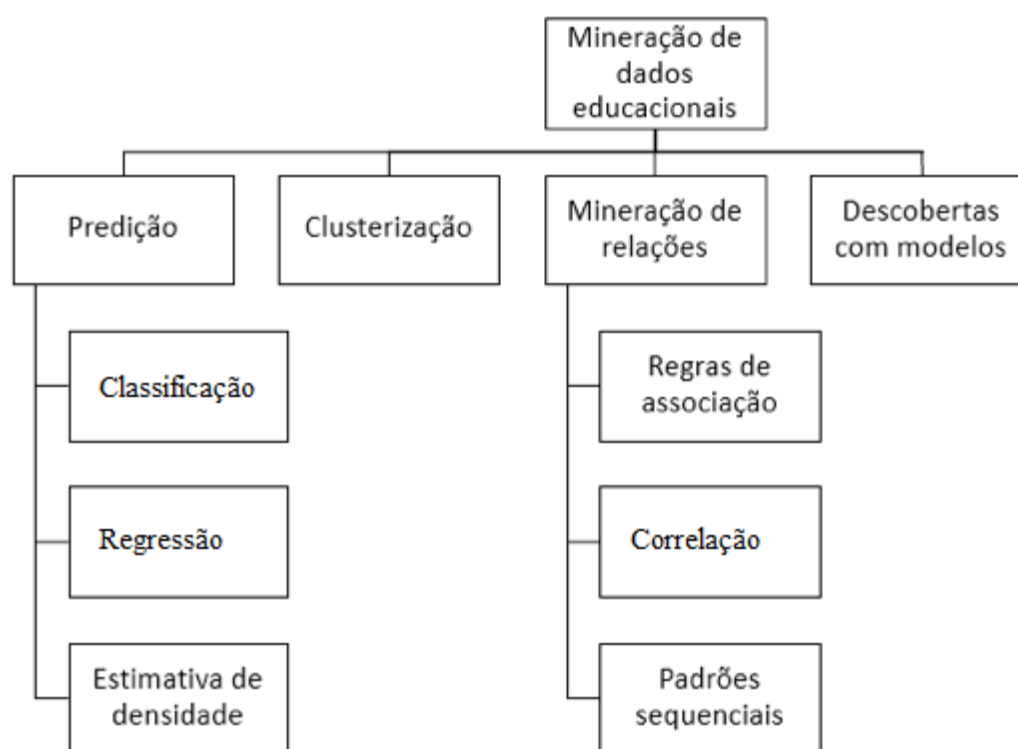 Mineração de
dados
educacionais
Predição
Clusterização
Mineração de
relações
Descobertas
com modelos
Classificação
Regras de
associação
Regressão
Correlação
Estimativa de
densidade
Padrões
sequenciais